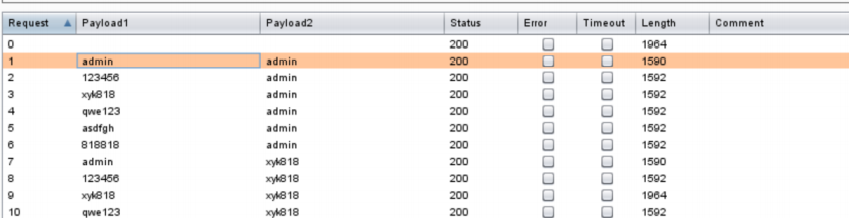 Request Payload1 Payload2 Status Error Timeout Length Comment
0 200 1964
1 admin admin 200 1590
2 123456 admin 200 1592
3 xyk818 admin 200 1592
4 qwe123 admin 200 1592
5 asdfgh admin 200 1592
6 818818 admin 200 1592
7 admin xyk818 200 1590
8 123456 xyk818 200 1592
9 xyk818 xyk818 200 1964
10 qwe123 xyk818 200 1592